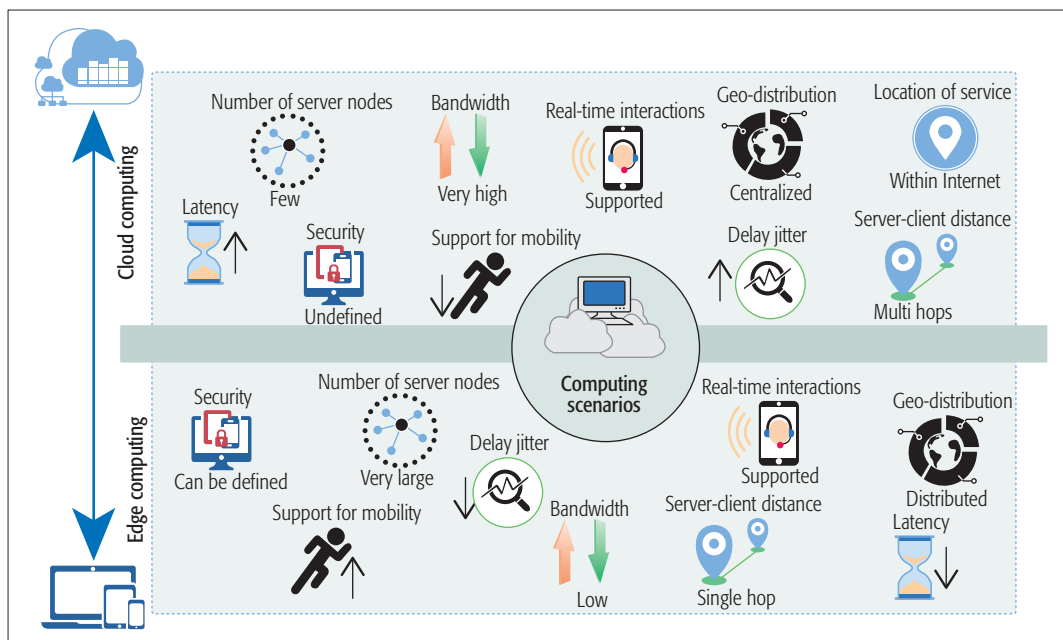 Cloud computing
Number of server nodes
Few
Bandwidth
Very high
Real-time interactions
Supported
Geo-distribution
Centralized
Location of service
Within Internet
Latency
Security
Undefined
Support for mobility
Delay jitter
Server-client distance
Multi hops
Computing
scenarios
Edge computing
Security
Can be defined
Number of server nodes
Very large
Real-time interactions
Supported
Geo-distribution
Distributed
Support for mobility
Delay jitter
Bandwidth
Low
Server-client distance
Single hop
Latency